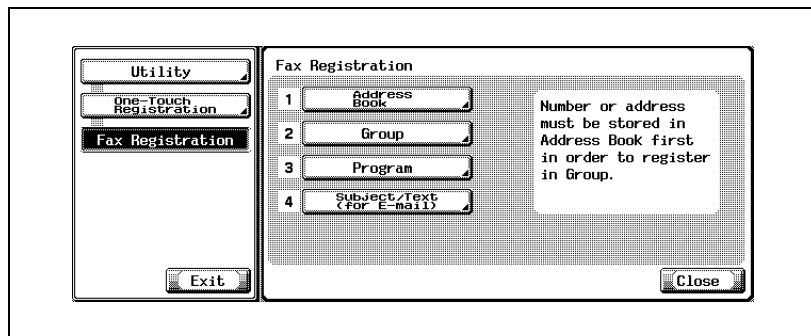 Utility
One-Touch
Registration
Fax Registration
Exit
Fax Registration
1 Address
Book
2 Group
3 Program
4 Subject/Text
(for E-mail)
Number or address
must be stored in
Address Book first
in order to register
in Group.
Close